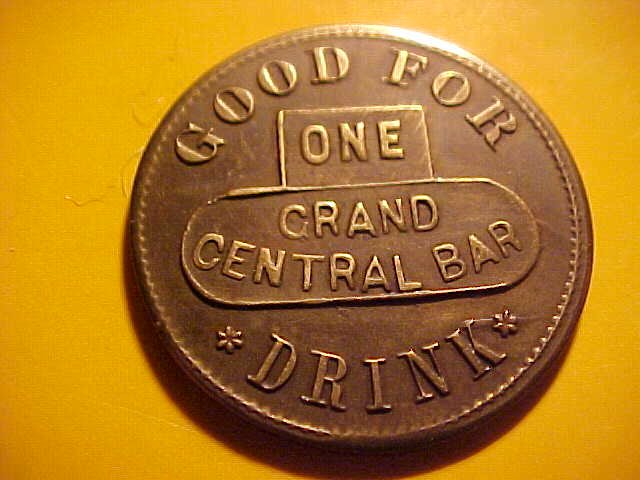 GOOD FOR
ONE
GRAND
CENTRAL BAR
* DRINK *